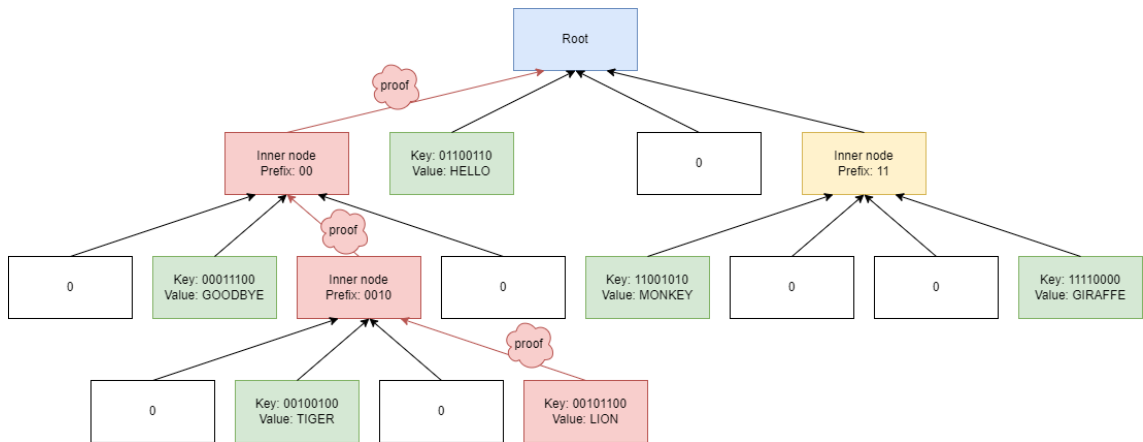 Root
proof
Inner node
Prefix: 00
Key: 01100110
Value: HELLO
0
Inner node
Prefix: 11
proof
0
Key: 00011100
Value: GOODBYE
Inner node
Prefix: 0010
0
Key: 11001010
Value: MONKEY
0
0
Key: 11110000
Value: GIRAFFE
proof
0
Key: 00100100
Value: TIGER
0
Key: 00101100
Value: LION